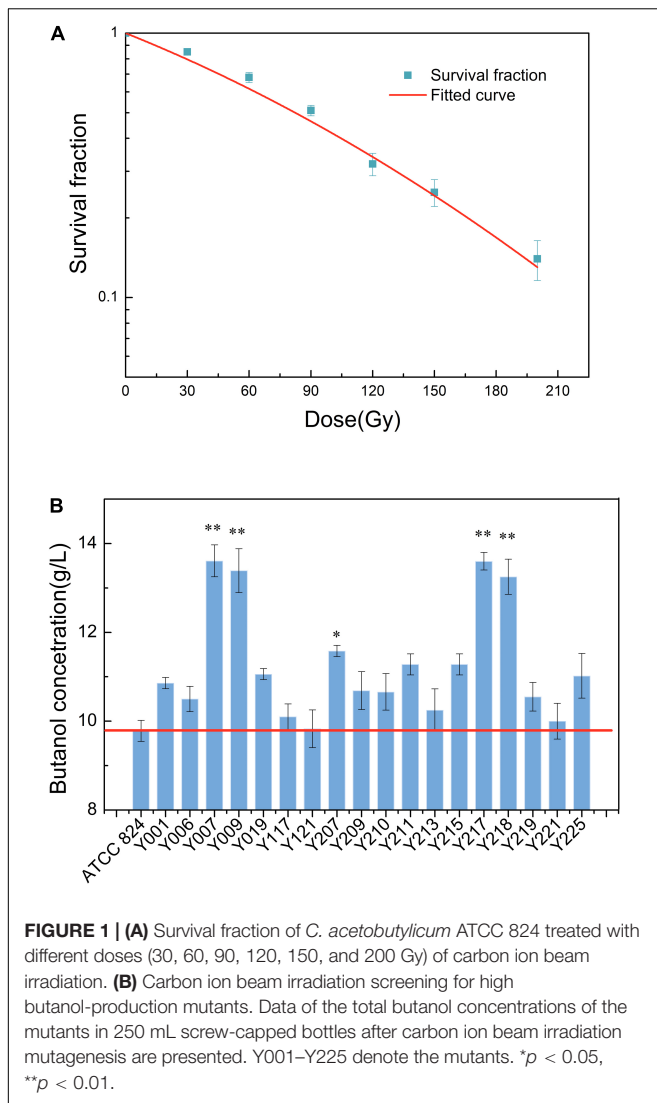 A
1
0.1
Survival fraction
Survival fraction
Fitted curve
0 30 60 90 120 150 180 210
Dose(Gy)
B
14
12
10
8
Butanol concetration(g/L)
** ** * ** **
ATCC 824 Y001 Y006 Y007 Y009 Y019 Y117 Y121 Y207 Y209 Y210 Y211 Y213 Y215 Y217 Y218 Y219 Y221 Y225
FIGURE 1 | (A) Survival fraction of C. acetobutylicum ATCC 824 treated with
different doses (30, 60, 90, 120, 150, and 200 Gy) of carbon ion beam
irradiation. (B) Carbon ion beam irradiation screening for high
butanol-production mutants. Data of the total butanol concentrations of the
mutants in 250 mL screw-capped bottles after carbon ion beam irradiation
mutagenesis are presented. Y001–Y225 denote the mutants. *p < 0.05,
**p < 0.01.